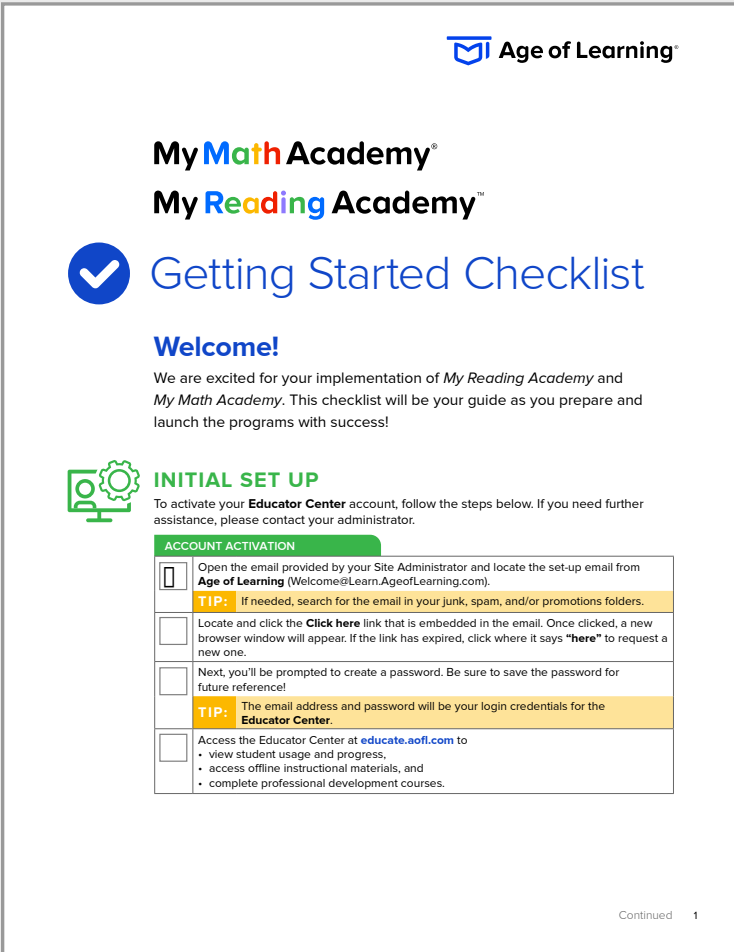 Age of Learning®
My Math Academy®
My Reading Academy™
Getting Started Checklist
Welcome!
We are excited for your implementation of My Reading Academy and
My Math Academy. This checklist will be your guide as you prepare and
launch the programs with success!
INITIAL SET UP
To activate your Educator Center account, follow the steps below. If you need further
assistance, please contact your administrator.
ACCOUNT ACTIVATION
Open the email provided by your Site Administrator and locate the set-up email from
Age of Learning (Welcome@Learn.AgeofLearning.com).
TIP: If needed, search for the email in your junk, spam, and/or promotions folders.
Locate and click the Click here link that is embedded in the email. Once clicked, a new
browser window will appear. If the link has expired, click where it says “here” to request a
new one.
Next, you’ll be prompted to create a password. Be sure to save the password for
future reference!
TIP: The email address and password will be your login credentials for the
Educator Center.
Access the Educator Center at educate.aofl.com to
• view student usage and progress,
• access offline instructional materials, and
• complete professional development courses.
Continued 1